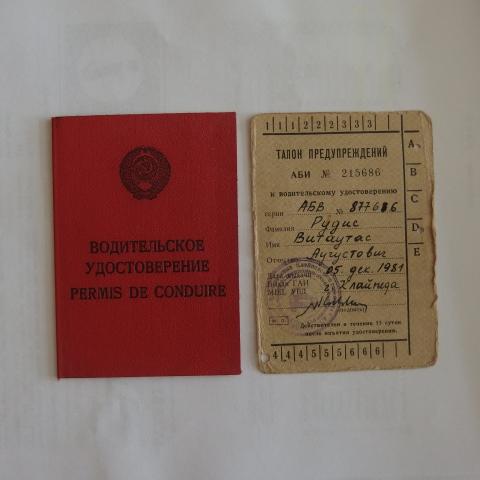 ВОДИТЕЛЬСКОЕ
УДОСТОВЕРЕНИЕ
PERMIS DE CONDUIRE
1 1 1 2 2 2 3 3 3
ТАЛОН ПРЕДУПРЕЖДЕНИЙ
АБИ № 215686
к водительскому удостоверению
серии АБВ № 877686
Фамилия Рудис
Имя Витаутас
Отчество Аугустович
05 дек. 1981
ГАИ г. Клайпеда
М. П.
Действителен в течение 15 суток
после изъятия удостоверения.
4 4 4 5 5 5 6 6 6
A
B
C
D
E